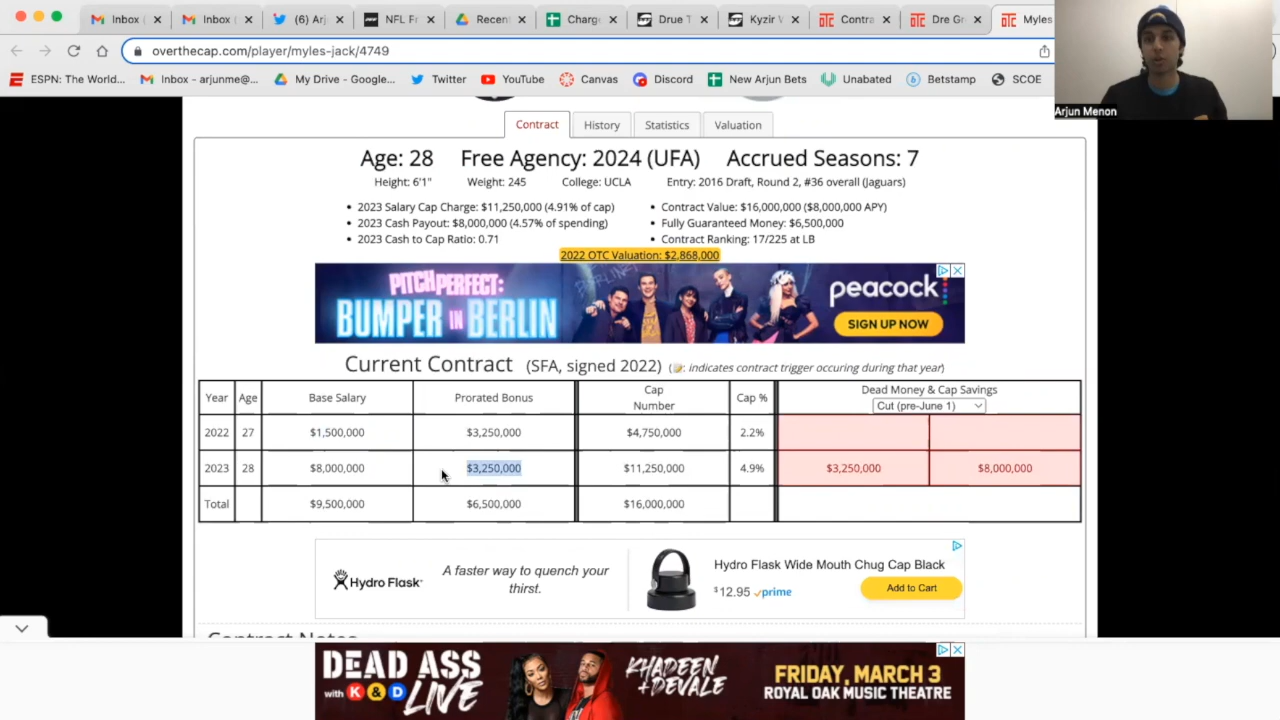 Inbox (
Inbox (
(6) Arj
NFL Fr
Recen
Charge
Drue T
Kyzir V
Contra
Dre Gr
Myles
overthecap.com/player/myles-jack/4749
ESPN: The World...
Inbox - arjunme@...
My Drive - Google...
Twitter
YouTube
Canvas
Discord
New Arjun Bets
Unabated
Betstamp
SCOE
Arjun Menon
Contract
History
Statistics
Valuation
Age: 28 Free Agency: 2024 (UFA) Accrued Seasons: 7
Height: 6'1" Weight: 245 College: UCLA Entry: 2016 Draft, Round 2, #36 overall (Jaguars)
• 2023 Salary Cap Charge: $11,250,000 (4.91% of cap)
• 2023 Cash Payout: $8,000,000 (4.57% of spending)
• 2023 Cash to Cap Ratio: 0.71
• Contract Value: $16,000,000 ($8,000,000 APY)
• Fully Guaranteed Money: $6,500,000
• Contract Ranking: 17/225 at LB
2022 OTC Valuation: $2,868,000
PITCH PERFECT:
BUMPER IN BERLIN
peacock
SIGN UP NOW
Current Contract (SFA, signed 2022) ( : indicates contract trigger occuring during that year)
Year Age Base Salary Prorated Bonus Cap Number Cap % Dead Money & Cap Savings
Cut (pre-June 1)
2022 27 $1,500,000 $3,250,000 $4,750,000 2.2%
2023 28 $8,000,000 $3,250,000 $11,250,000 4.9% $3,250,000 $8,000,000
Total $9,500,000 $6,500,000 $16,000,000
Hydro Flask
A faster way to quench your
thirst.
Hydro Flask Wide Mouth Chug Cap Black
$12.95 prime
Add to Cart
Contract Notes
DEAD ASS
with K & D LIVE
KHADEEN
+DEVALE
FRIDAY, MARCH 3
ROYAL OAK MUSIC THEATRE